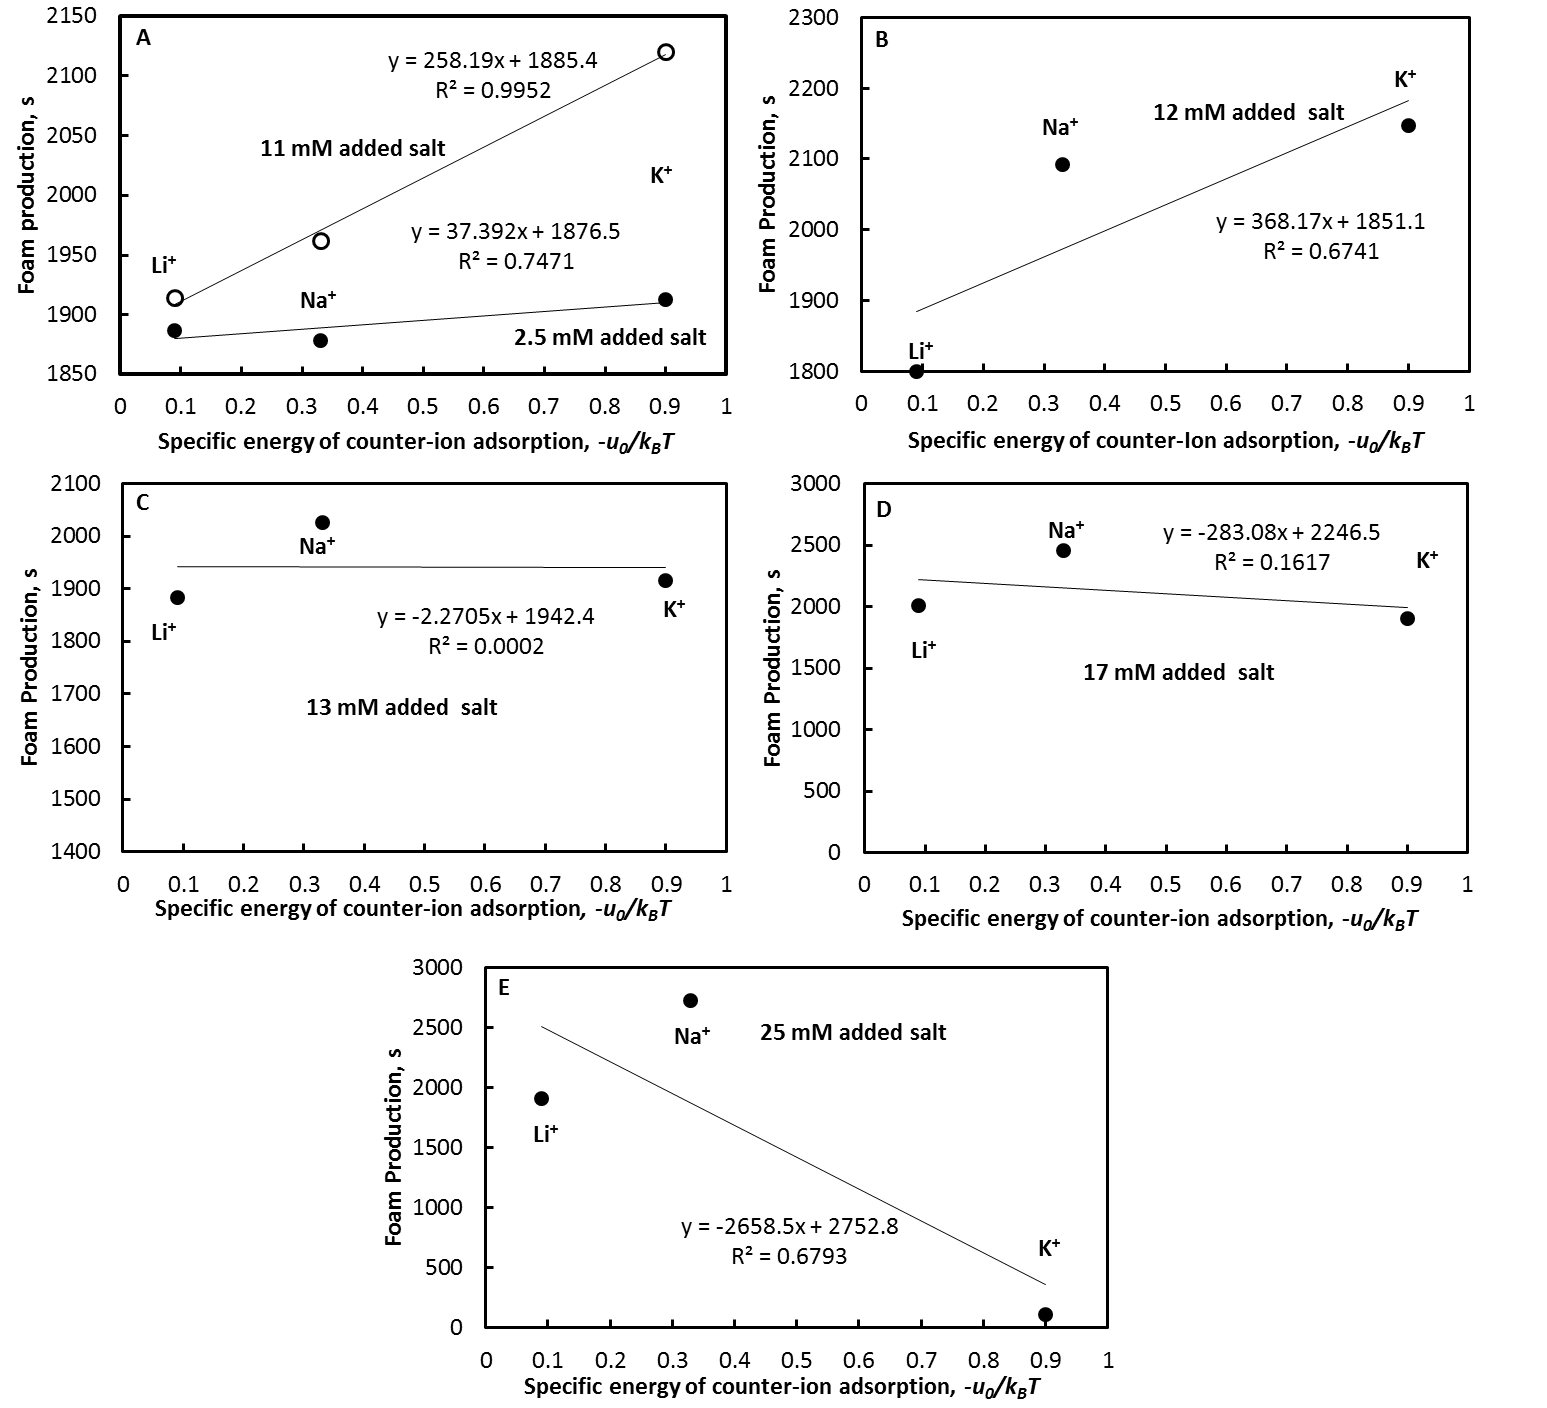 A
2150
2100
2050
2000
1950
1900
1850
Foam production, s
y = 258.19x + 1885.4
R² = 0.9952
11 mM added salt
K⁺
y = 37.392x + 1876.5
R² = 0.7471
Li⁺
Na⁺
2.5 mM added salt
0 0.1 0.2 0.3 0.4 0.5 0.6 0.7 0.8 0.9 1
Specific energy of counter-ion adsorption, -u₀/k_BT
B
2300
2200
2100
2000
1900
1800
Foam Production, s
K⁺
12 mM added salt
Na⁺
y = 368.17x + 1851.1
R² = 0.6741
Li⁺
0 0.1 0.2 0.3 0.4 0.5 0.6 0.7 0.8 0.9 1
Specific energy of counter-Ion adsorption, -u₀/k_BT
C
2100
2000
1900
1800
1700
1600
1500
1400
Foam Production, s
Na⁺
K⁺
Li⁺
y = -2.2705x + 1942.4
R² = 0.0002
13 mM added salt
0 0.1 0.2 0.3 0.4 0.5 0.6 0.7 0.8 0.9 1
Specific energy of counter-ion adsorption, -u₀/k_BT
D
3000
2500
2000
1500
1000
500
0
Foam Production, s
Na⁺
y = -283.08x + 2246.5
R² = 0.1617
K⁺
Li⁺
17 mM added salt
0 0.1 0.2 0.3 0.4 0.5 0.6 0.7 0.8 0.9 1
Specific energy of counter-ion adsorption, -u₀/k_BT
E
3000
2500
2000
1500
1000
500
0
Foam Production, s
Na⁺
25 mM added salt
Li⁺
y = -2658.5x + 2752.8
R² = 0.6793
K⁺
0 0.1 0.2 0.3 0.4 0.5 0.6 0.7 0.8 0.9 1
Specific energy of counter-ion adsorption, -u₀/k_BT